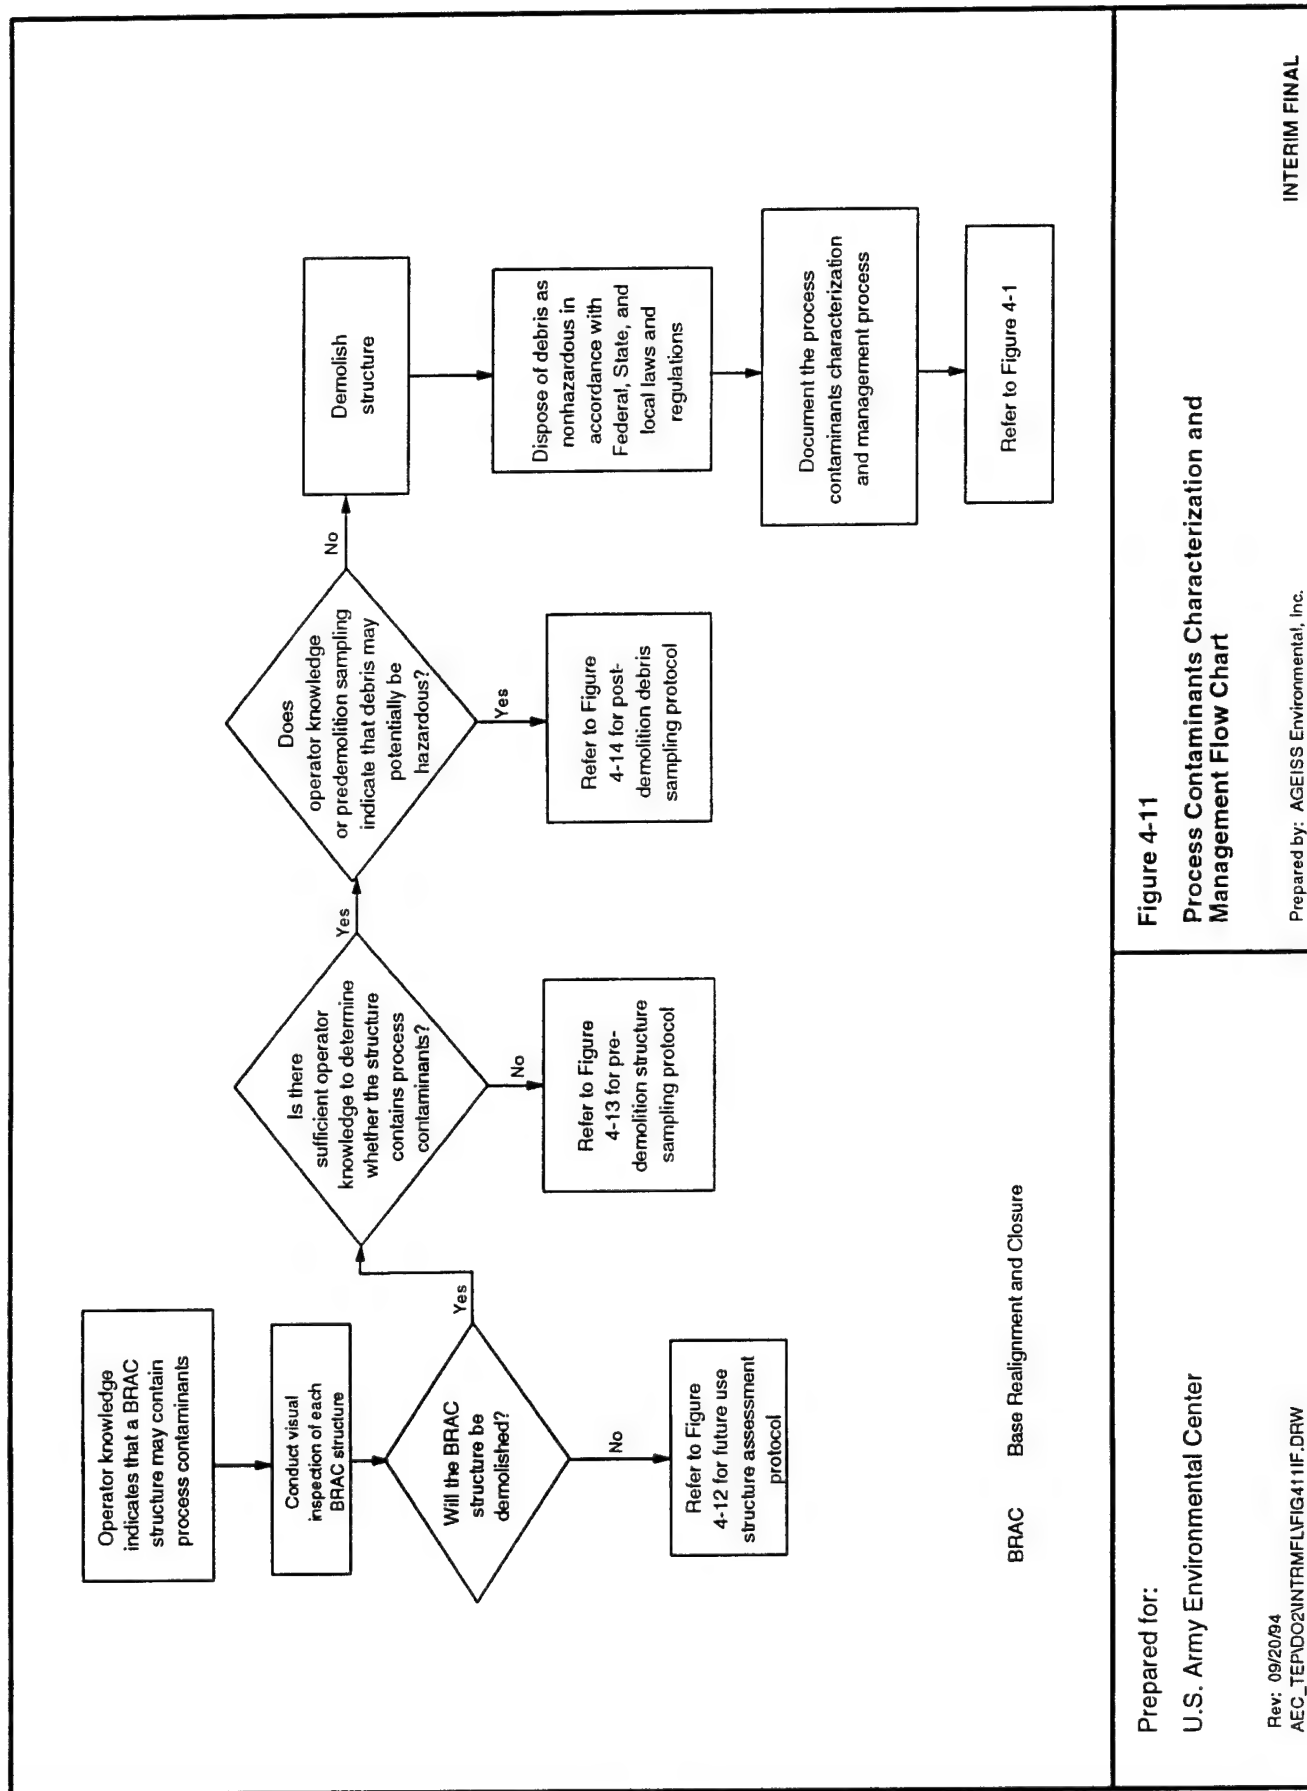 Operator knowledge
indicates that a BRAC
structure may contain
process contaminants
Conduct visual
inspection of each
BRAC structure
Will the BRAC
structure be
demolished?
Yes
No
Refer to Figure
4-12 for future use
structure assessment
protocol
Is there
sufficient operator
knowledge to determine
whether the structure
contains process
contaminants?
Yes
No
Refer to Figure
4-13 for pre-
demolition structure
sampling protocol
Does
operator knowledge
or predemolition sampling
indicate that debris may
potentially be
hazardous?
No
Yes
Refer to Figure
4-14 for post-
demolition debris
sampling protocol
Demolish
structure
Dispose of debris as
nonhazardous in
accordance with
Federal, State, and
local laws and
regulations
Document the process
contaminants characterization
and management process
Refer to Figure 4-1
BRAC Base Realignment and Closure
Prepared for:
U.S. Army Environmental Center
Rev: 09/20/94
AEC_TEP\DO2\INTRMFL\FIG411IF.DRW
Figure 4-11
Process Contaminants Characterization and
Management Flow Chart
Prepared by: AGEISS Environmental, Inc.
INTERIM FINAL